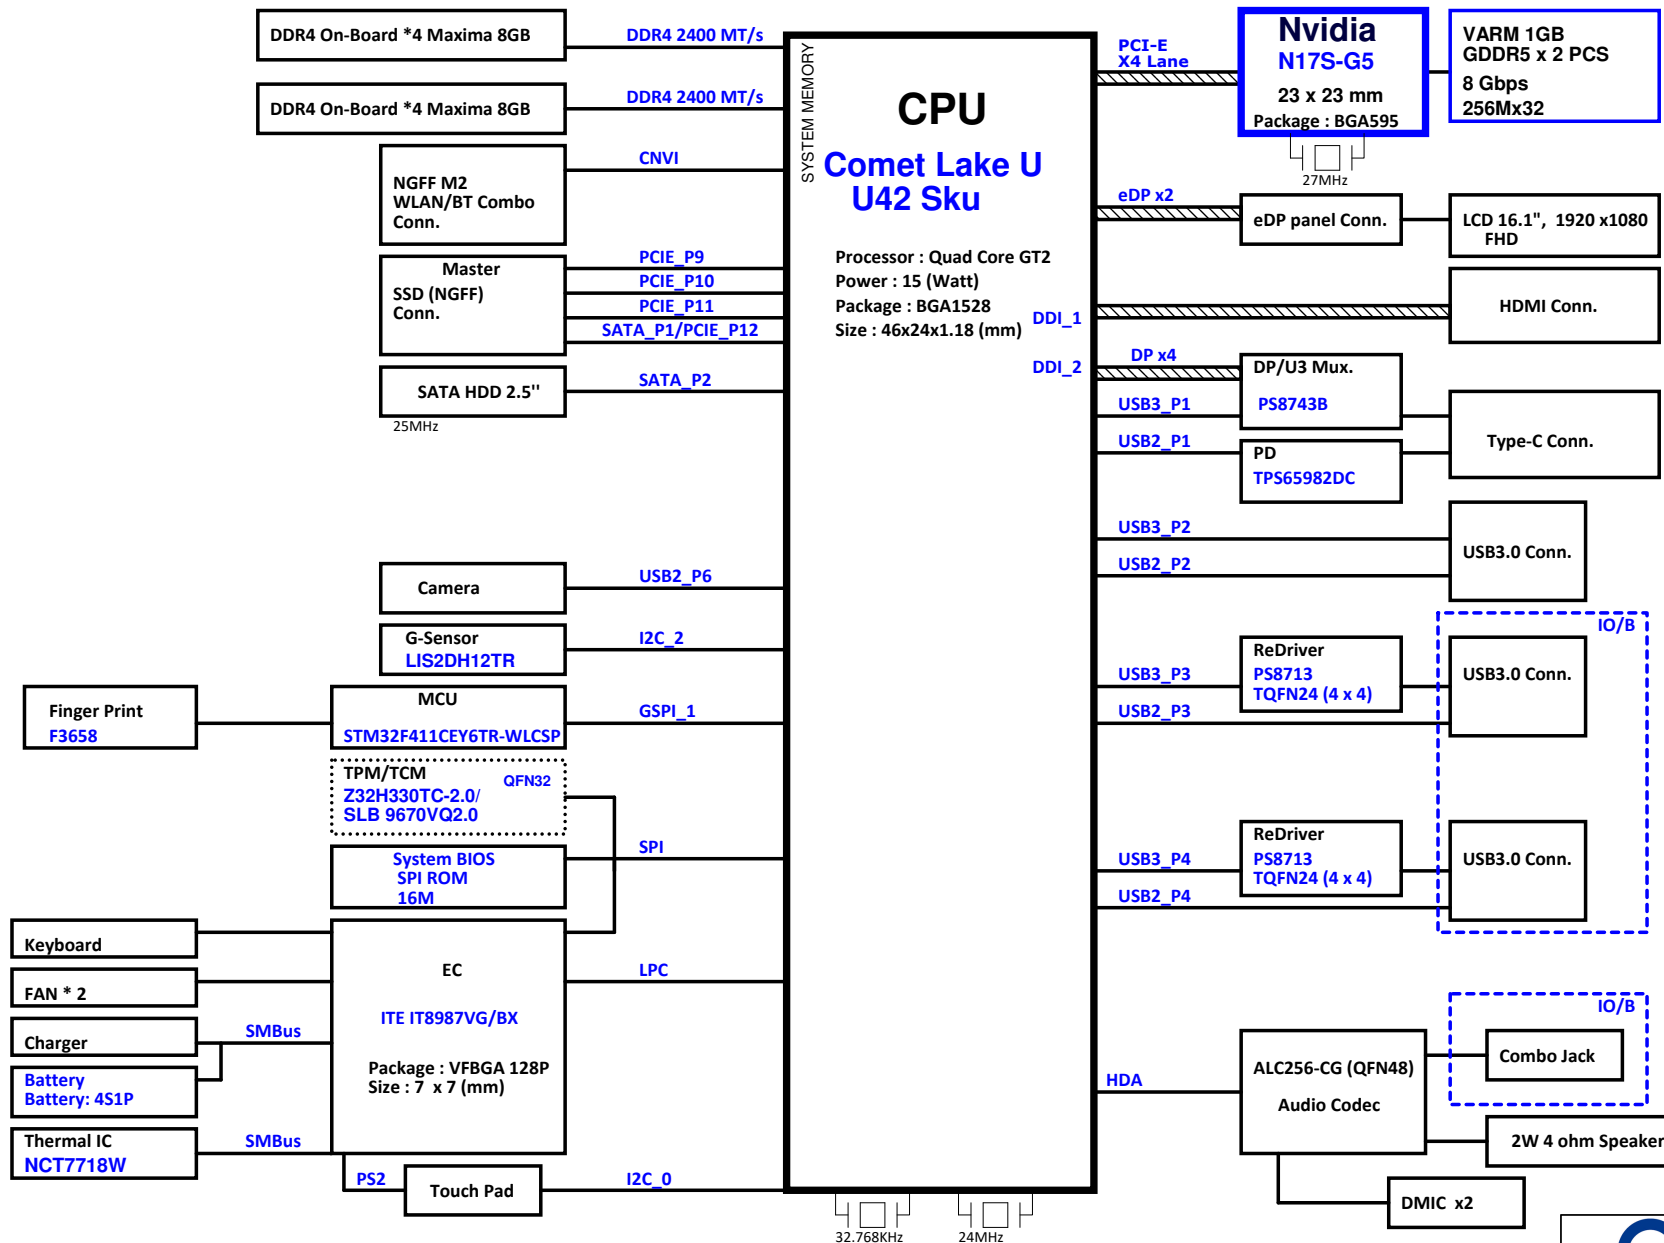 DDR4 On-Board *4 Maxima 8GB
DDR4 2400 MT/s
DDR4 On-Board *4 Maxima 8GB
DDR4 2400 MT/s
NGFF M2
WLAN/BT Combo
Conn.
CNVI
Master
SSD (NGFF)
Conn.
PCIE_P9
PCIE_P10
PCIE_P11
SATA_P1/PCIE_P12
SATA HDD 2.5''
SATA_P2
25MHz
Camera
USB2_P6
G-Sensor
LIS2DH12TR
I2C_2
Finger Print
F3658
MCU
STM32F411CEY6TR-WLCSP
GSPI_1
TPM/TCM
QFN32
Z32H330TC-2.0/
SLB 9670VQ2.0
System BIOS
SPI ROM
16M
SPI
Keyboard
FAN * 2
Charger
SMBus
Battery
Battery: 4S1P
Thermal IC
NCT7718W
SMBus
EC
ITE IT8987VG/BX
Package : VFBGA 128P
Size : 7 x 7 (mm)
LPC
PS2
Touch Pad
I2C_0
SYSTEM MEMORY
CPU
Comet Lake U
U42 Sku
Processor : Quad Core GT2
Power : 15 (Watt)
Package : BGA1528
Size : 46x24x1.18 (mm)
DDI_1
DDI_2
32.768KHz
24MHz
PCI-E
X4 Lane
Nvidia
N17S-G5
23 x 23 mm
Package : BGA595
27MHz
VARM 1GB
GDDR5 x 2 PCS
8 Gbps
256Mx32
eDP x2
eDP panel Conn.
LCD 16.1", 1920 x1080
FHD
HDMI Conn.
DP x4
DP/U3 Mux.
PS8743B
USB3_P1
USB2_P1
PD
TPS65982DC
Type-C Conn.
USB3_P2
USB2_P2
USB3.0 Conn.
IO/B
USB3_P3
ReDriver
PS8713
TQFN24 (4 x 4)
USB2_P3
USB3.0 Conn.
USB3_P4
ReDriver
PS8713
TQFN24 (4 x 4)
USB2_P4
USB3.0 Conn.
IO/B
HDA
ALC256-CG (QFN48)
Audio Codec
Combo Jack
2W 4 ohm Speaker
DMIC x2